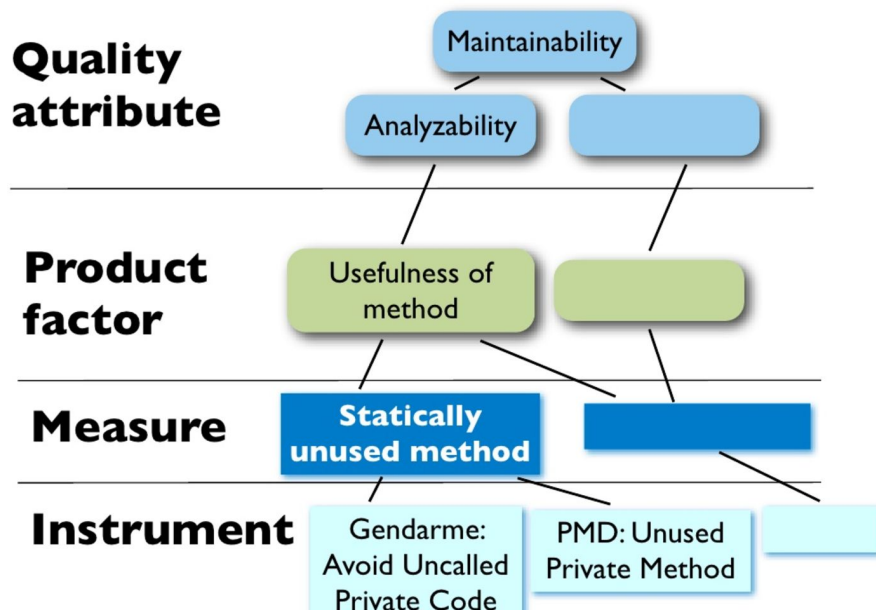 Maintainability
Quality
attribute
Analyzability
Product
factor
Usefulness of
method
Measure
Statically
unused method
Instrument
Gendarme:
Avoid Uncalled
Private Code
PMD: Unused
Private Method